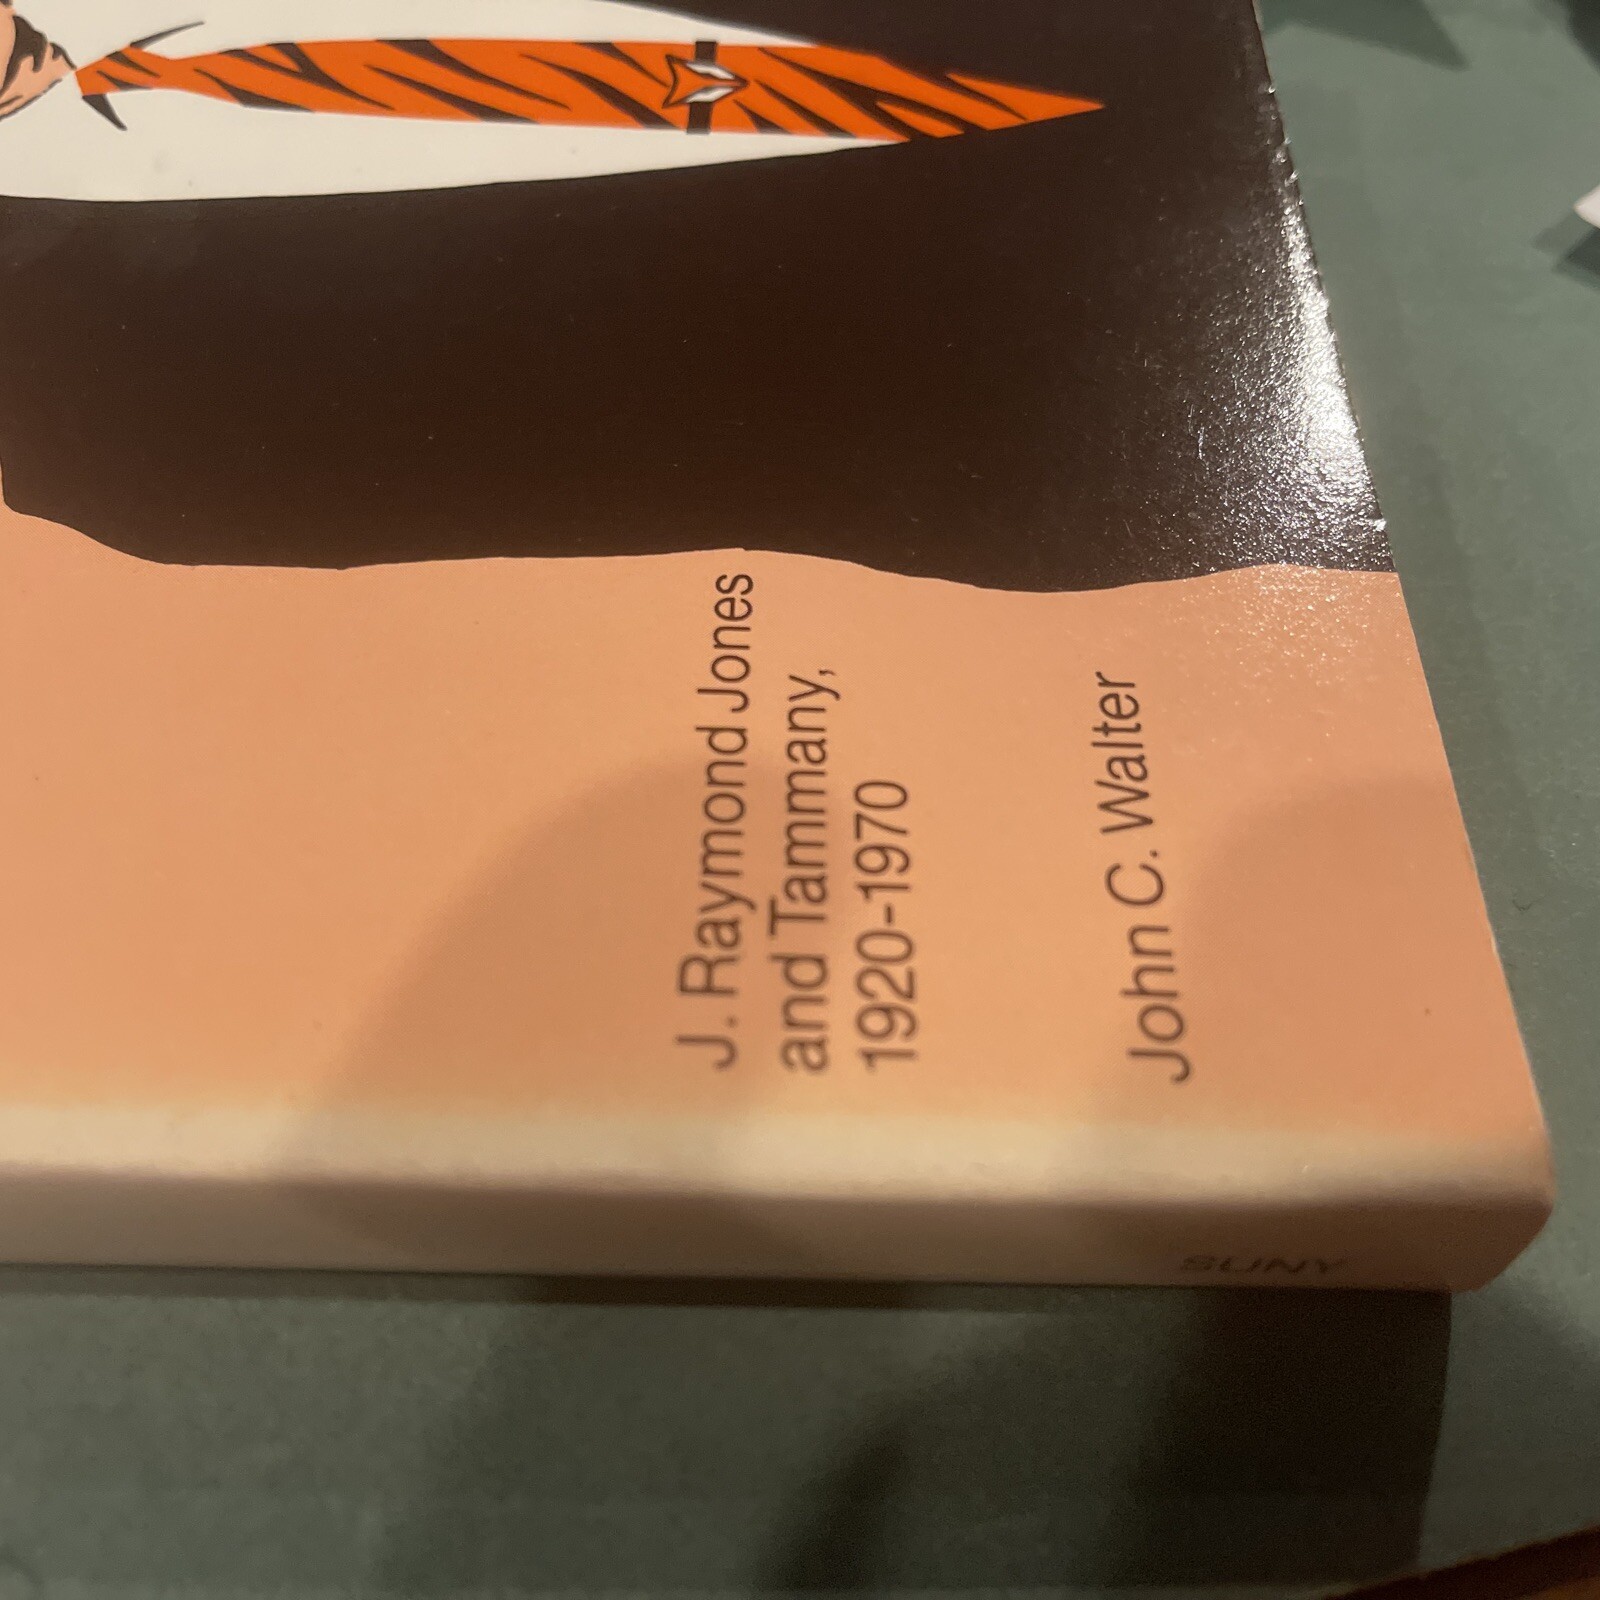 J. Raymond Jones
and Tammany,
1920-1970
John C. Walter
SUNY